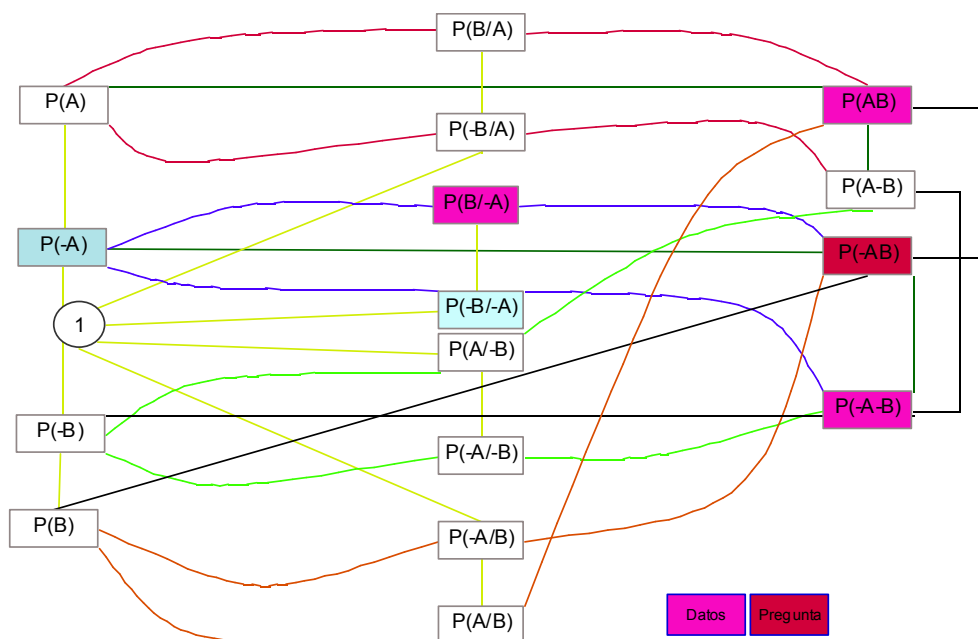 P(B/A)
P(A)
P(AB)
P(-B/A)
P(A-B)
P(B/-A)
P(-A)
P(-AB)
P(-B/-A)
1
P(A/-B)
P(-A-B)
P(-B)
P(-A/-B)
P(B)
P(-A/B)
P(A/B)
Datos
Pregunta